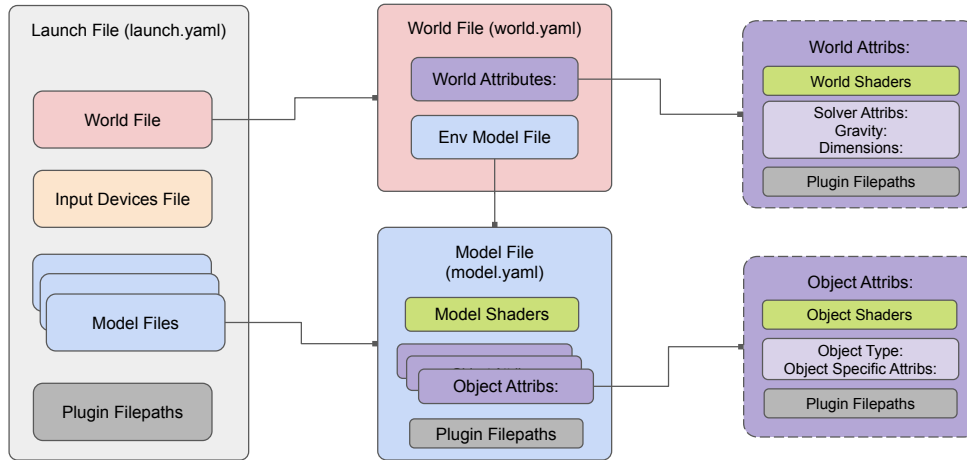 Launch File (launch.yaml)
World File
Input Devices File
Model Files
Plugin Filepaths
World File (world.yaml)
World Attributes:
Env Model File
Model File
(model.yaml)
Model Shaders
Object Attribs:
Plugin Filepaths
World Attribs:
World Shaders
Solver Attribs:
Gravity:
Dimensions:
Plugin Filepaths
Object Attribs:
Object Shaders
Object Type:
Object Specific Attribs:
Plugin Filepaths